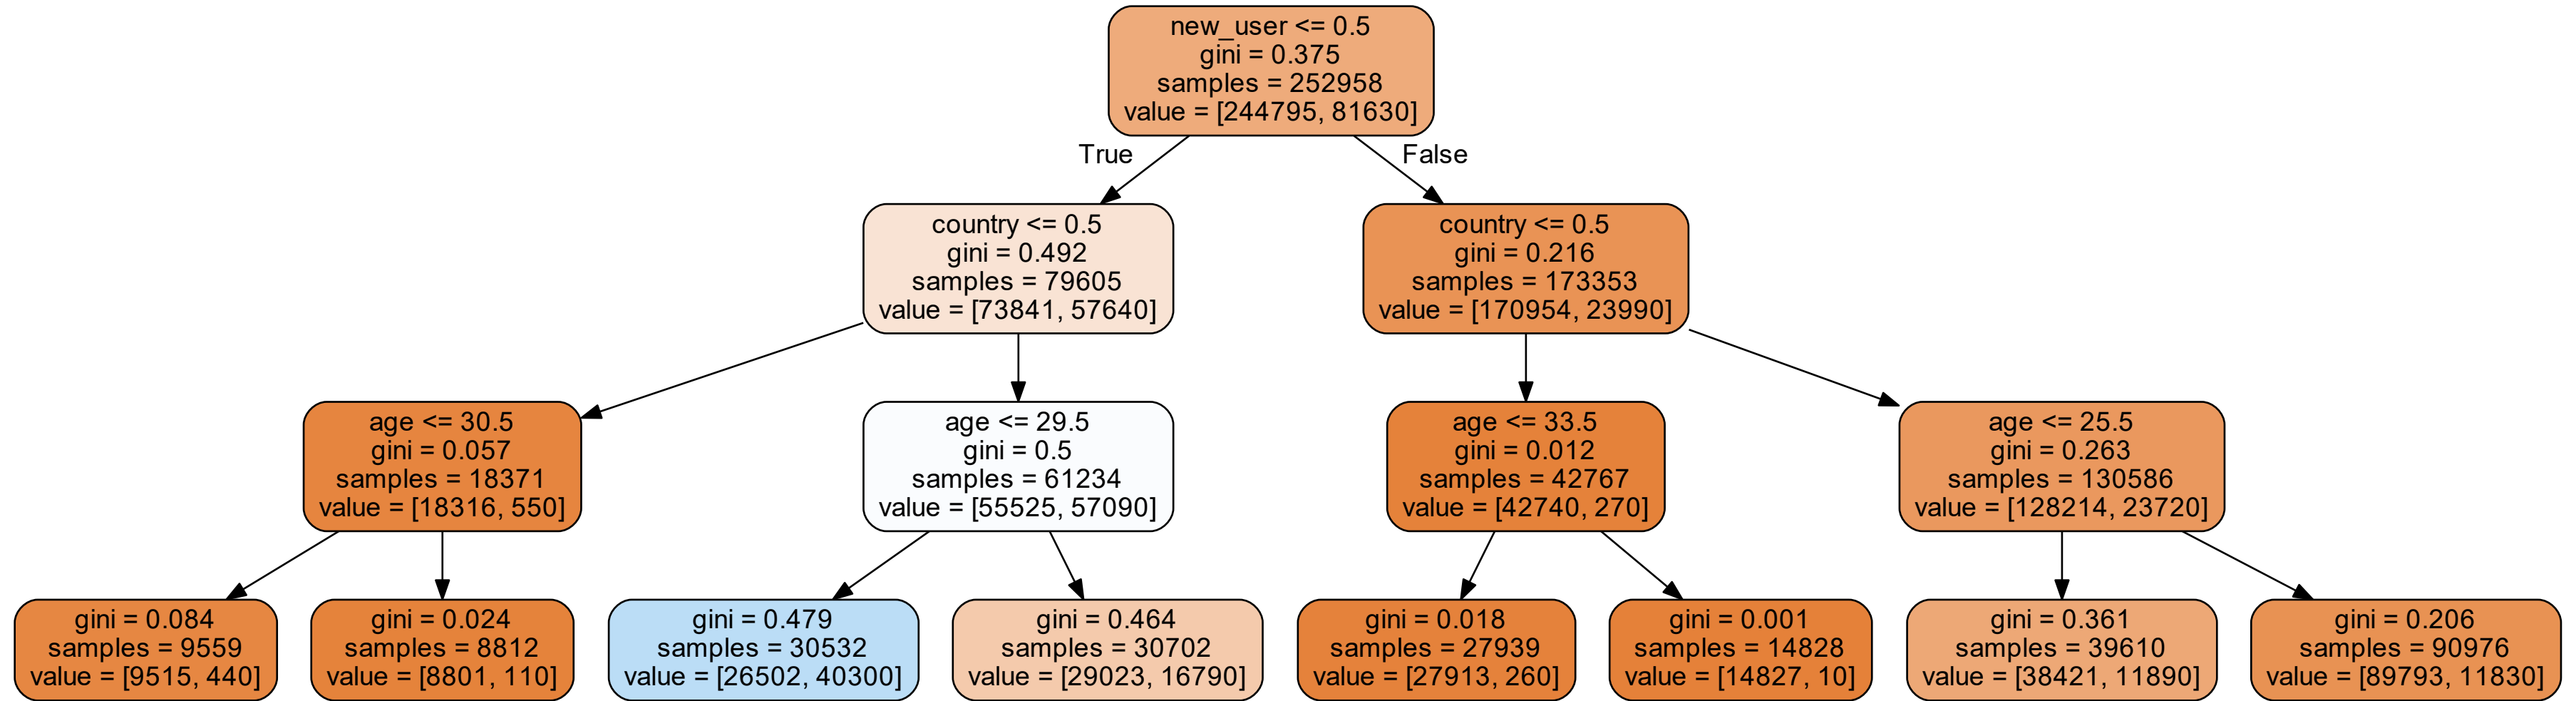 new_user <= 0.5
gini = 0.375
samples = 252958
value = [244795, 81630]
True
False
country <= 0.5
gini = 0.492
samples = 79605
value = [73841, 57640]
country <= 0.5
gini = 0.216
samples = 173353
value = [170954, 23990]
age <= 30.5
gini = 0.057
samples = 18371
value = [18316, 550]
age <= 29.5
gini = 0.5
samples = 61234
value = [55525, 57090]
age <= 33.5
gini = 0.012
samples = 42767
value = [42740, 270]
age <= 25.5
gini = 0.263
samples = 130586
value = [128214, 23720]
gini = 0.084
samples = 9559
value = [9515, 440]
gini = 0.024
samples = 8812
value = [8801, 110]
gini = 0.479
samples = 30532
value = [26502, 40300]
gini = 0.464
samples = 30702
value = [29023, 16790]
gini = 0.018
samples = 27939
value = [27913, 260]
gini = 0.001
samples = 14828
value = [14827, 10]
gini = 0.361
samples = 39610
value = [38421, 11890]
gini = 0.206
samples = 90976
value = [89793, 11830]